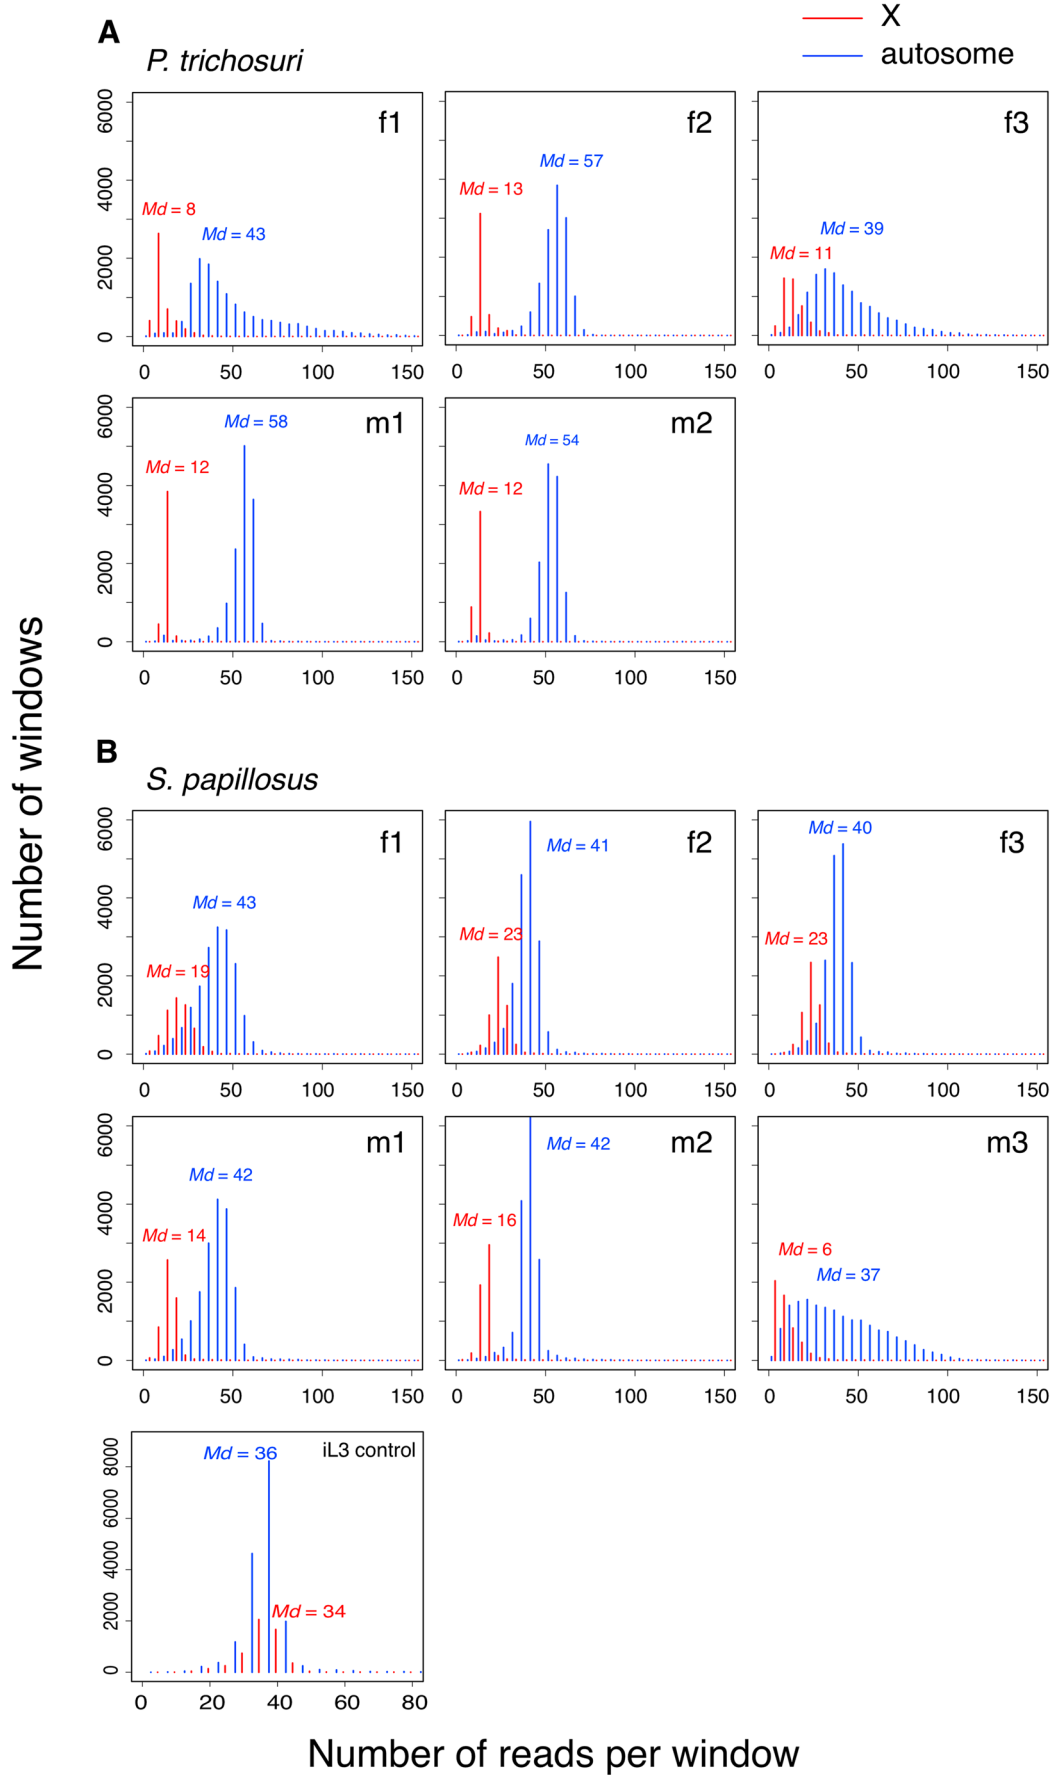 X
autosome
A
P. trichosuri
f1
Md = 8
Md = 43
0 2000 4000 6000
0 50 100 150
f2
Md = 13
Md = 57
0 50 100 150
f3
Md = 11
Md = 39
0 50 100 150
m1
Md = 12
Md = 58
0 2000 4000 6000
0 50 100 150
m2
Md = 12
Md = 54
0 50 100 150
Number of windows
B
S. papillosus
f1
Md = 19
Md = 43
0 2000 4000 6000
0 50 100 150
f2
Md = 23
Md = 41
0 50 100 150
f3
Md = 23
Md = 40
0 50 100 150
m1
Md = 14
Md = 42
0 2000 4000 6000
0 50 100 150
m2
Md = 16
Md = 42
0 50 100 150
m3
Md = 6
Md = 37
0 50 100 150
iL3 control
Md = 36
Md = 34
0 2000 4000 6000 8000
0 20 40 60 80
Number of reads per window